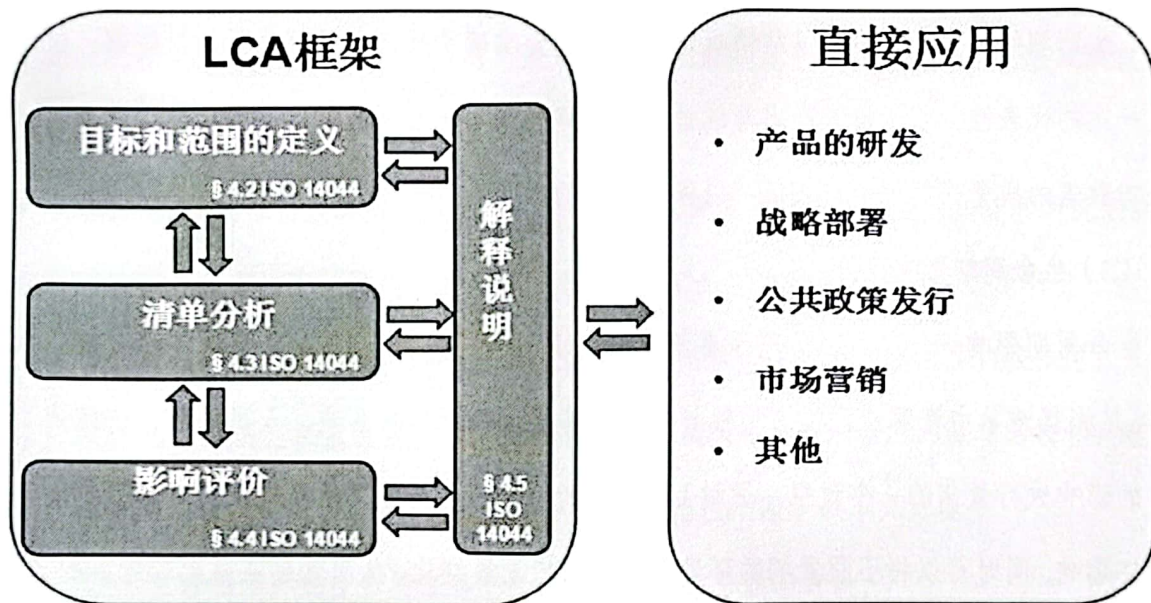 LCA框架
目标和范围的定义
§ 4.2 ISO 14044
清单分析
§ 4.3 ISO 14044
影响评价
§ 4.4 ISO 14044
解释说明
§ 4.5
ISO
14044
直接应用
• 产品的研发
• 战略部署
• 公共政策发行
• 市场营销
• 其他